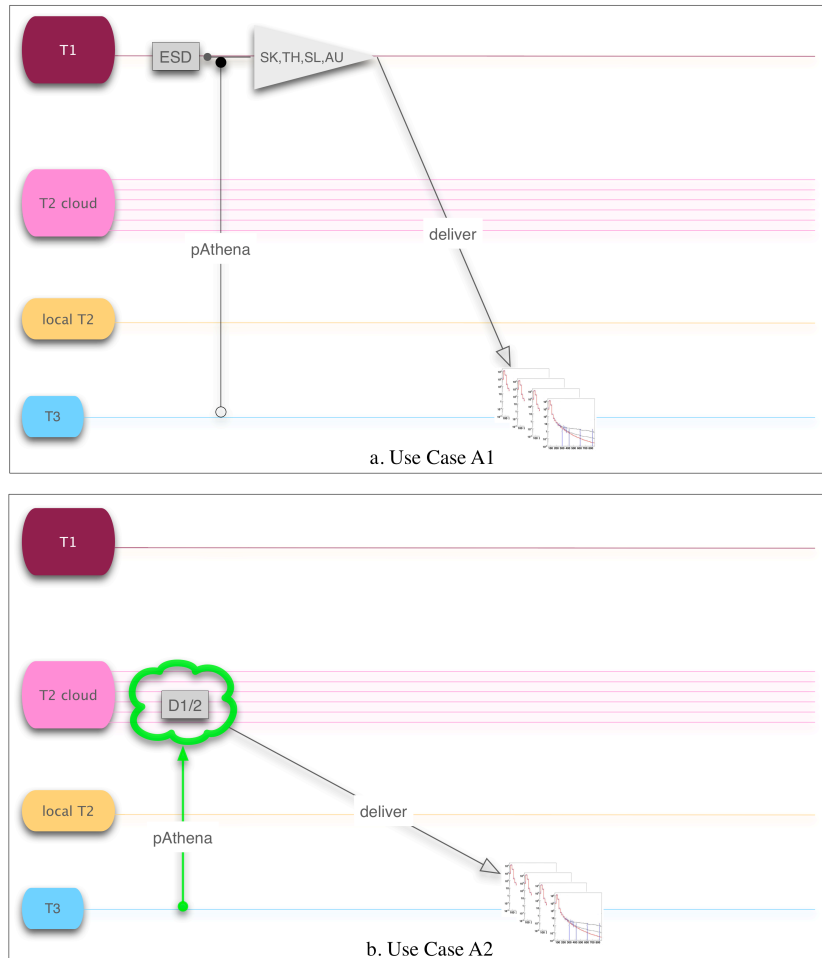 T1
ESD
SK,TH,SL,AU
T2 cloud
deliver
pAthena
local T2
T3
a. Use Case A1
T1
T2 cloud
D1/2
local T2
deliver
pAthena
T3
b. Use Case A2